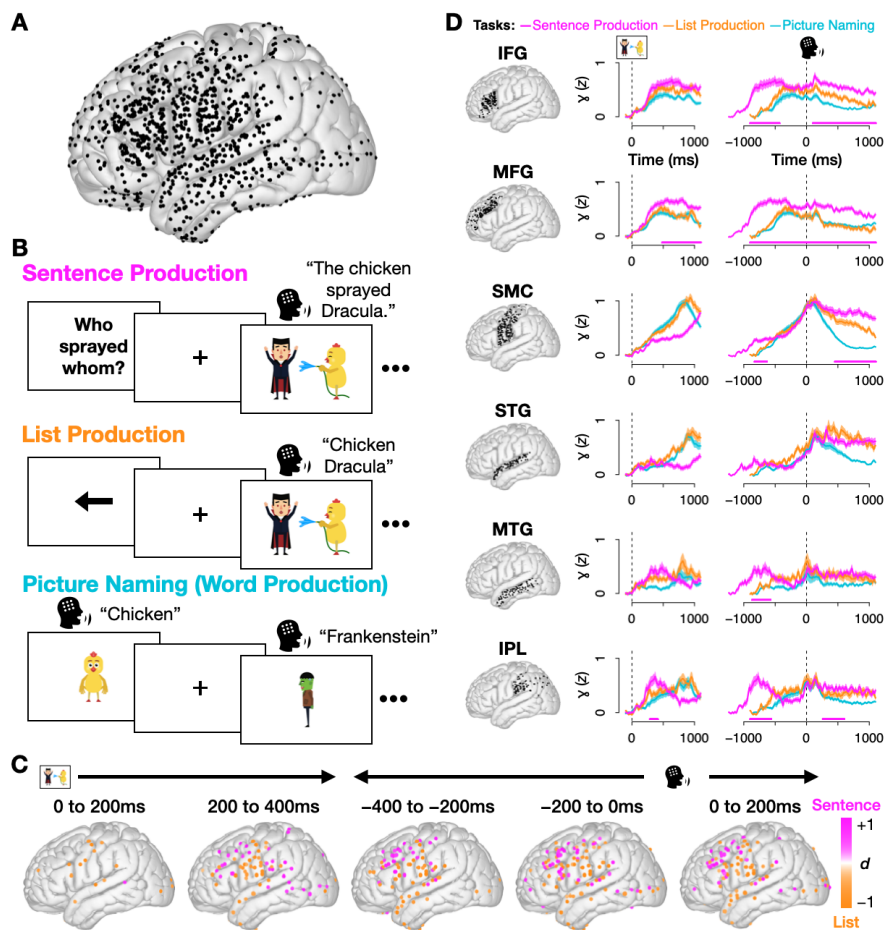 A
B
Sentence Production
Who
sprayed
whom?
+
“The chicken
sprayed
Dracula.”
•••
List Production
+
“Chicken
Dracula”
•••
Picture Naming (Word Production)
“Chicken”
+
“Frankenstein”
•••
D
Tasks: Sentence Production List Production Picture Naming
IFG
γ (z)
1
0
0 1000
−1000 0 1000
Time (ms) Time (ms)
MFG
γ (z)
1
0
0 1000
−1000 0 1000
SMC
γ (z)
1
0
0 1000
−1000 0 1000
STG
γ (z)
1
0
0 1000
−1000 0 1000
MTG
γ (z)
1
0
0 1000
−1000 0 1000
IPL
γ (z)
1
0
0 1000
−1000 0 1000
C
0 to 200ms 200 to 400ms −400 to −200ms −200 to 0ms 0 to 200ms
Sentence
+1
d
−1
List